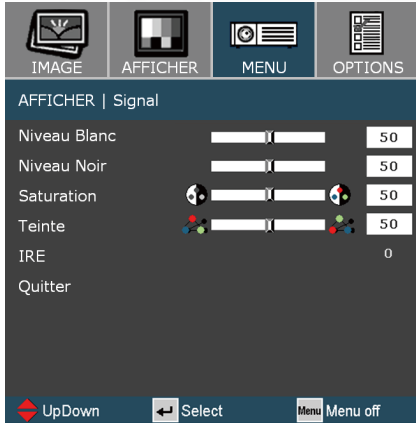 IMAGE AFFICHER MENU OPTIONS
AFFICHER | Signal
Niveau Blanc 50
Niveau Noir 50
Saturation 50
Teinte 50
IRE 0
Quitter
UpDown Select Menu Menu off